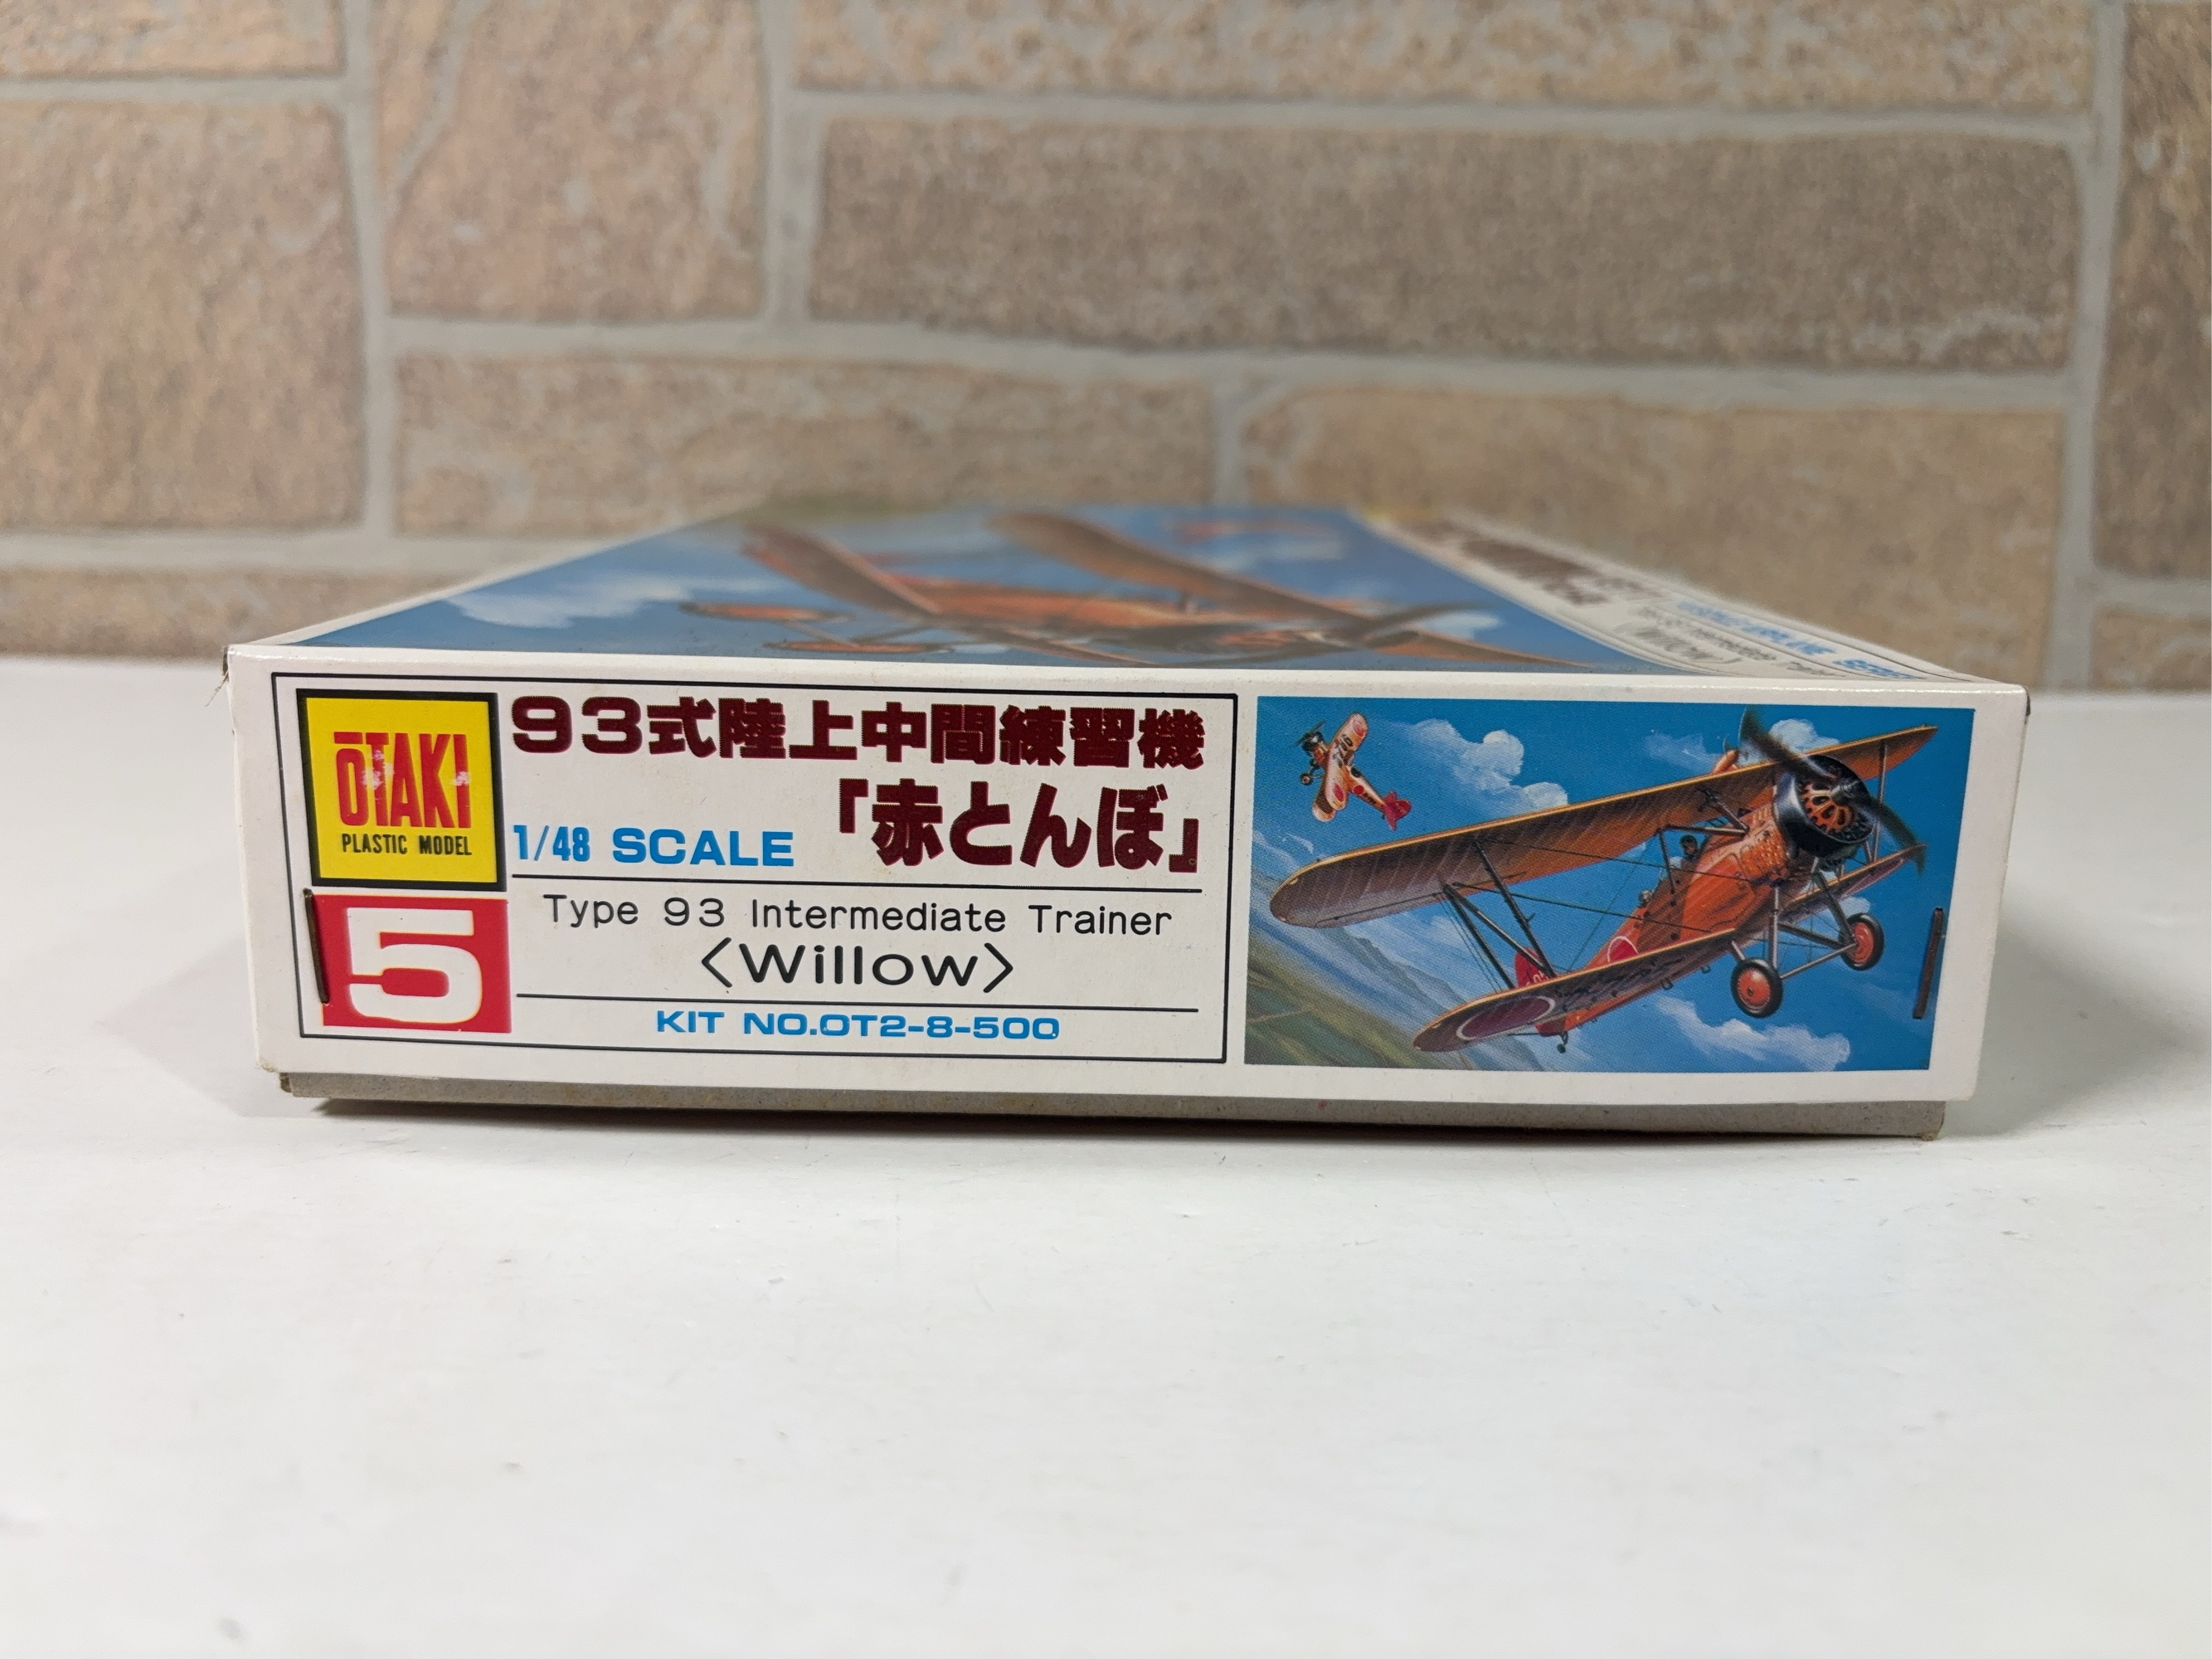 ŌTAKI
PLASTIC MODEL
5
93式陸上中間練習機
「赤とんぼ」
1/48 SCALE
Type 93 Intermediate Trainer
〈Willow〉
KIT NO.OT2-8-500